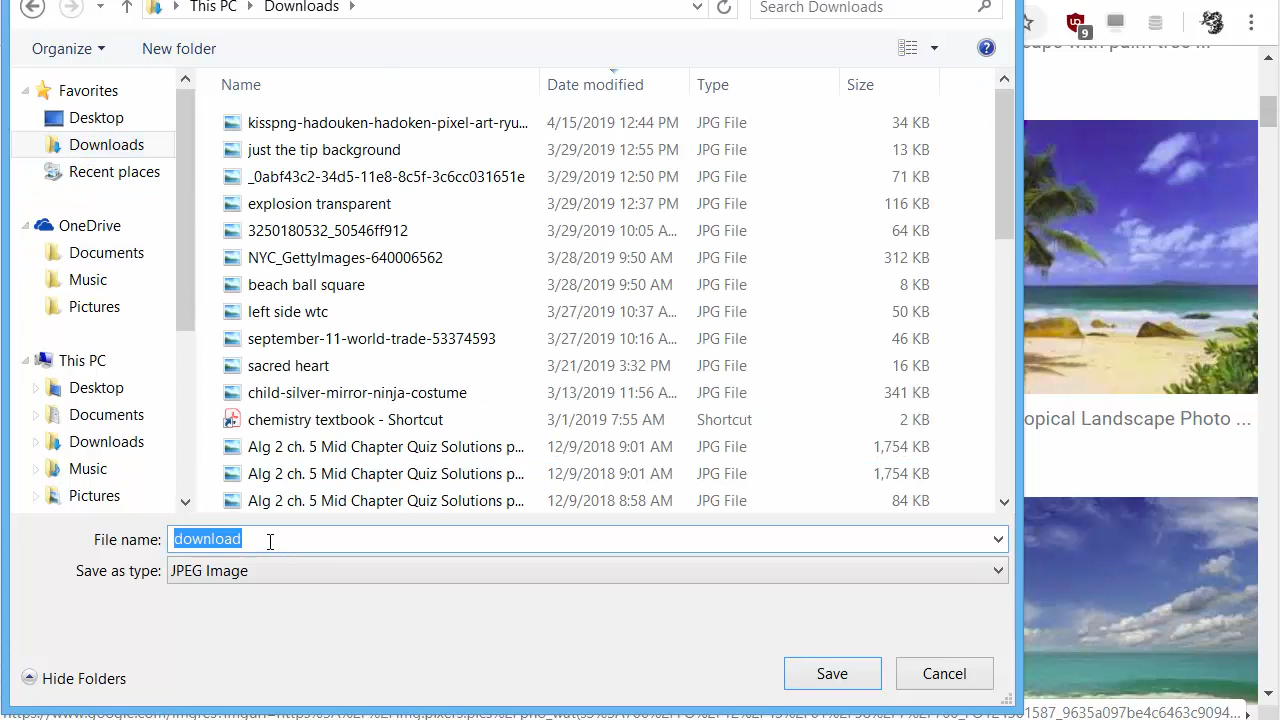 This PC Downloads Search Downloads
Organize New folder
9
Name Date modified Type Size
Favorites
Desktop
Downloads
Recent places
OneDrive
Documents
Music
Pictures
This PC
Desktop
Documents
Downloads
Music
Pictures
kisspng-hadouken-hadoken-pixel-art-ryu... 4/15/2019 12:44 PM JPG File 34 KB
just the tip background 3/29/2019 12:55 PM JPG File 13 KB
_0abf43c2-34d5-11e8-8c5f-3c6cc031651e 3/29/2019 12:50 PM JPG File 71 KB
explosion transparent 3/29/2019 12:37 PM JPG File 116 KB
3250180532_50546ff912 3/29/2019 10:05 A... JPG File 64 KB
NYC_GettyImages-640006562 3/28/2019 9:50 AM JPG File 312 KB
beach ball square 3/28/2019 9:50 AM JPG File 8 KB
left side wtc 3/27/2019 10:37 A... JPG File 50 KB
september-11-world-trade-53374593 3/27/2019 10:16 A... JPG File 46 KB
sacred heart 3/21/2019 3:32 PM JPG File 16 KB
child-silver-mirror-ninja-costume 3/13/2019 11:56 A... JPG File 341 KB
chemistry textbook - Shortcut 3/1/2019 7:55 AM Shortcut 2 KB
Alg 2 ch. 5 Mid Chapter Quiz Solutions p... 12/9/2018 9:01 AM JPG File 1,754 KB
Alg 2 ch. 5 Mid Chapter Quiz Solutions p... 12/9/2018 9:01 AM JPG File 1,754 KB
Alg 2 ch. 5 Mid Chapter Quiz Solutions p... 12/9/2018 8:58 AM JPG File 84 KB
opical Landscape Photo ...
File name: download
Save as type: JPEG Image
Hide Folders Save Cancel